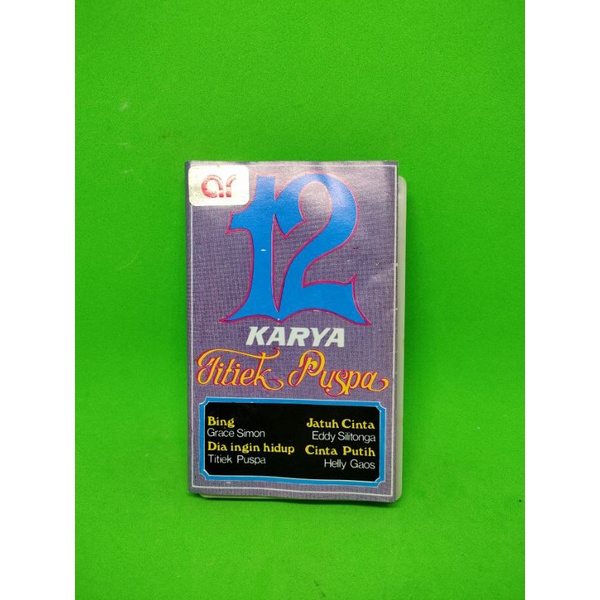 ar
12
KARYA
Titiek Puspa
Bing
Grace Simon
Dia ingin hidup
Titiek Puspa
Jatuh Cinta
Eddy Silitonga
Cinta Putih
Helly Gaos